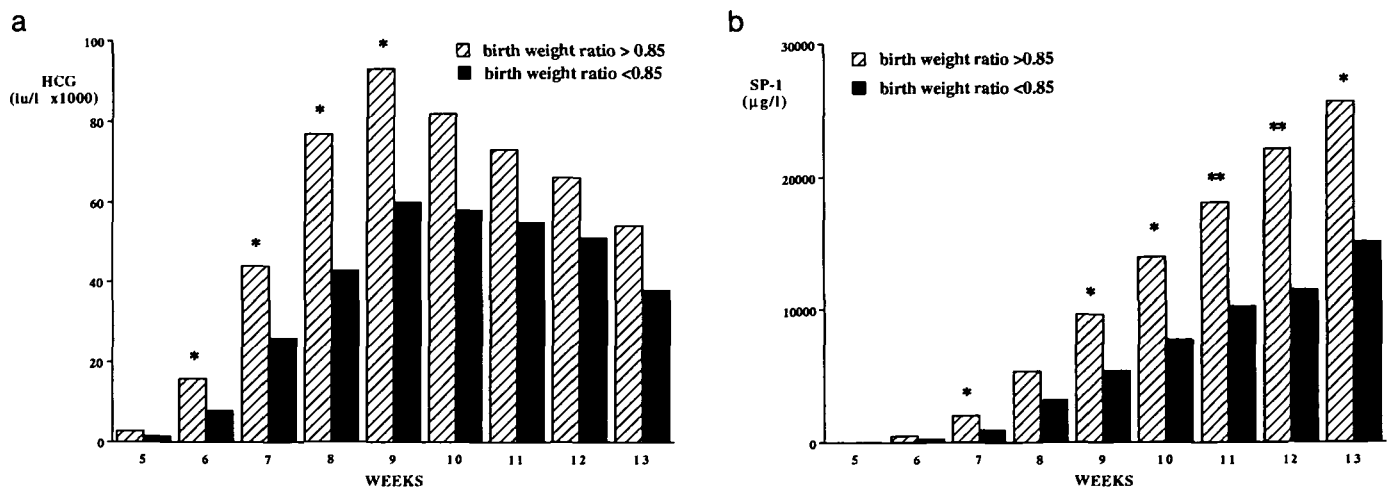 a
100
80
60
40
20
0
HCG
(Iu/l x1000)
birth weight ratio > 0.85
birth weight ratio <0.85
*
*
*
*
5 6 7 8 9 10 11 12 13
WEEKS
b
30000
20000
10000
0
SP-1
(µg/l)
birth weight ratio >0.85
birth weight ratio <0.85
*
*
*
**
**
*
5 6 7 8 9 10 11 12 13
WEEKS